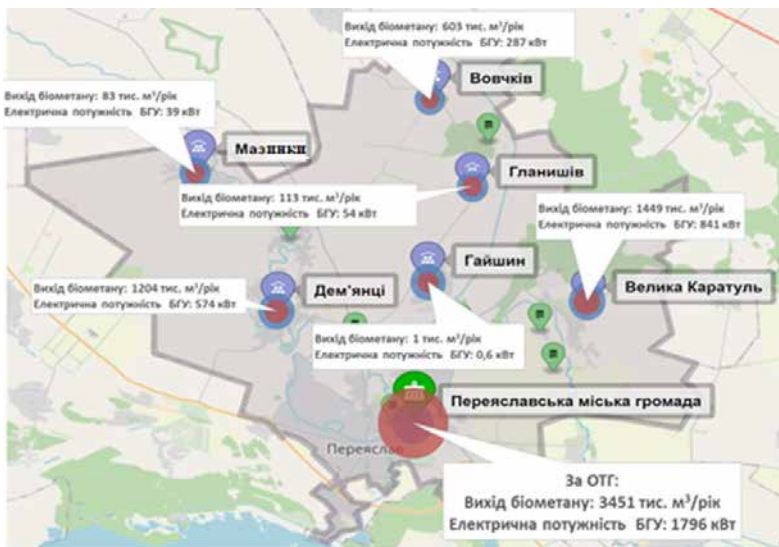 Вихід біометану: 603 тис. м³/рік
Електрична потужність БГУ: 287 кВт
Вовчків
Вихід біометану: 83 тис. м³/рік
Електрична потужність БГУ: 39 кВт
Мазинки
Гланишів
Вихід біометану: 113 тис. м³/рік
Електрична потужність БГУ: 54 кВт
Вихід біометану: 1449 тис. м³/рік
Електрична потужність БГУ: 841 кВт
Гайшин
Вихід біометану: 1204 тис. м³/рік
Електрична потужність БГУ: 574 кВт
Дем'янці
Велика Каратуль
Вихід біометану: 1 тис. м³/рік
Електрична потужність БГУ: 0,6 кВт
Переяславська міська громада
Переяслав
За ОТГ:
Вихід біометану: 3451 тис. м³/рік
Електрична потужність БГУ: 1796 кВт